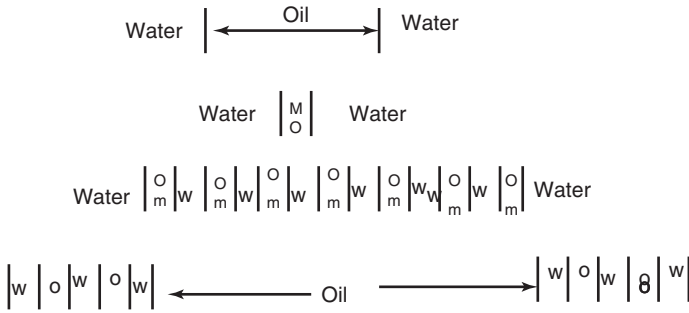 Water Oil Water
Water M Water
O
O O O O O O O
Water w w w w w w w Water
m m m m m m m
w o w o w Oil w o w 8 w